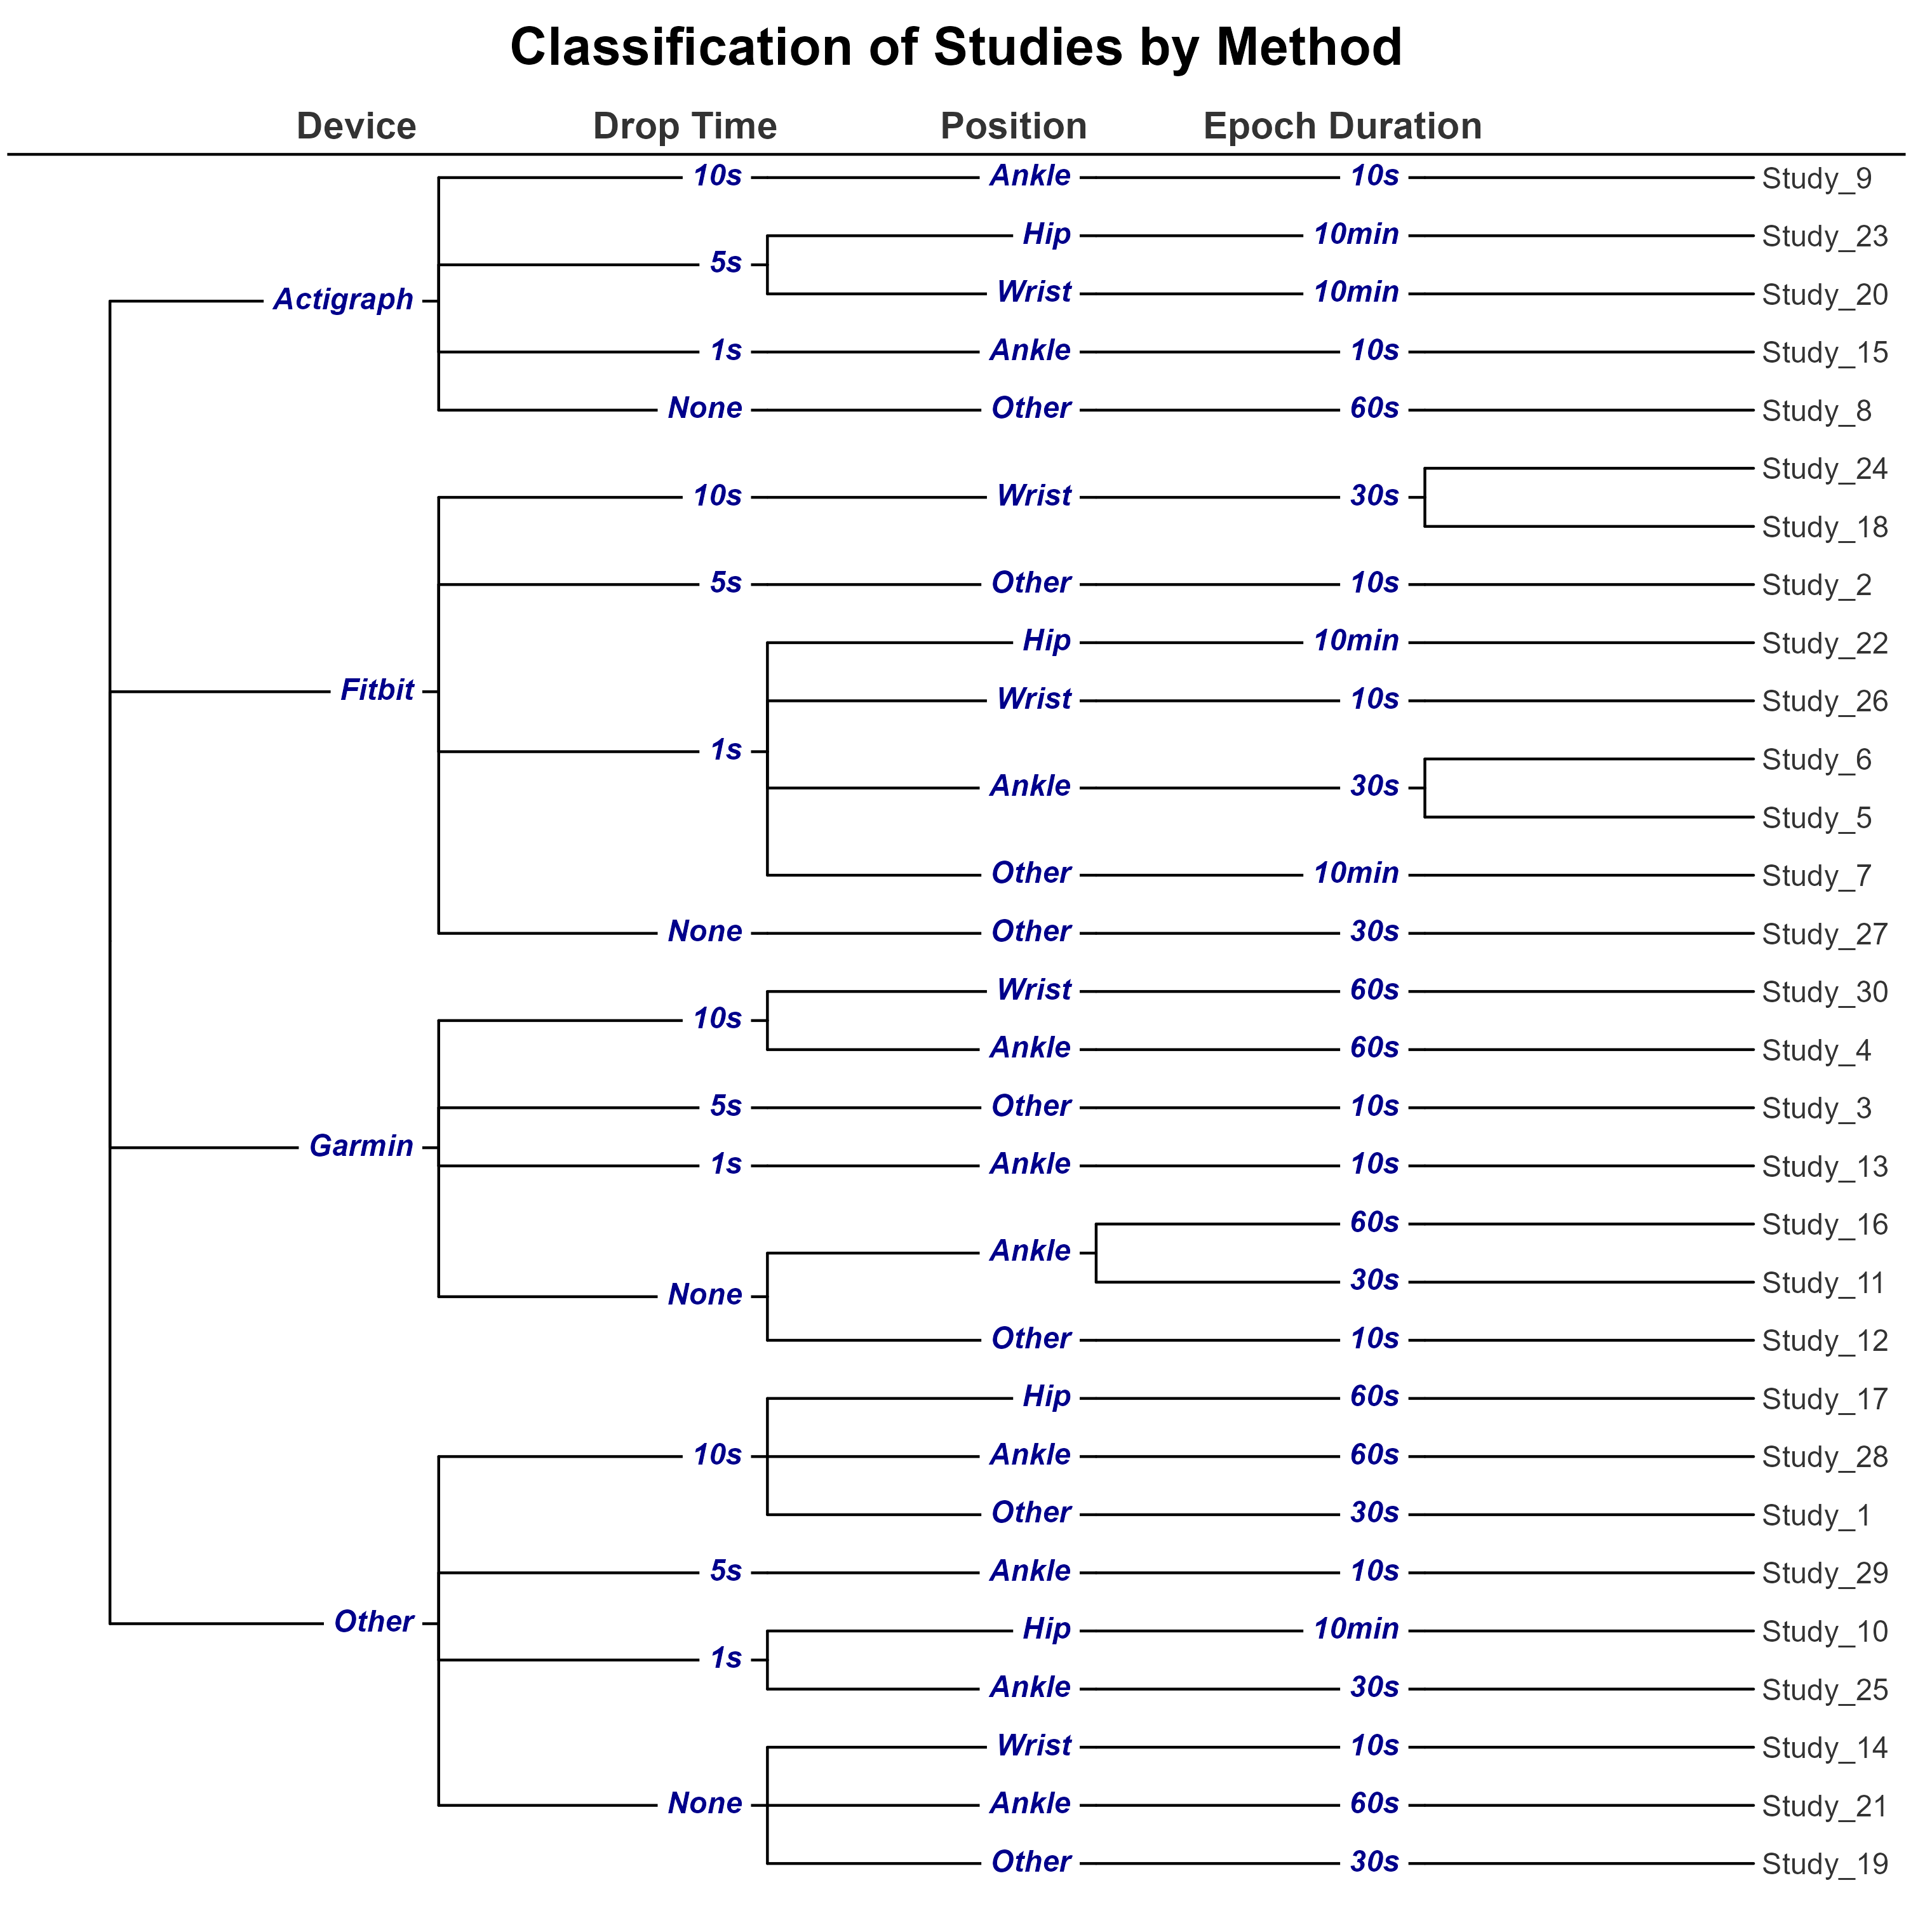 Classification of Studies by Method
Device Drop Time Position Epoch Duration
10s Ankle 10s Study_9
Hip 10min Study_23
5s
Wrist 10min Study_20
Actigraph
1s Ankle 10s Study_15
None Other 60s Study_8
Study_24
10s Wrist 30s
Study_18
5s Other 10s Study_2
Hip 10min Study_22
Fitbit
Wrist 10s Study_26
1s
Study_6
Ankle 30s
Study_5
Other 10min Study_7
None Other 30s Study_27
Wrist 60s Study_30
10s
Ankle 60s Study_4
5s Other 10s Study_3
Garmin
1s Ankle 10s Study_13
60s Study_16
Ankle
30s Study_11
None
Other 10s Study_12
Hip 60s Study_17
10s Ankle 60s Study_28
Other 30s Study_1
5s Ankle 10s Study_29
Other
Hip 10min Study_10
1s
Ankle 30s Study_25
Wrist 10s Study_14
None Ankle 60s Study_21
Other 30s Study_19